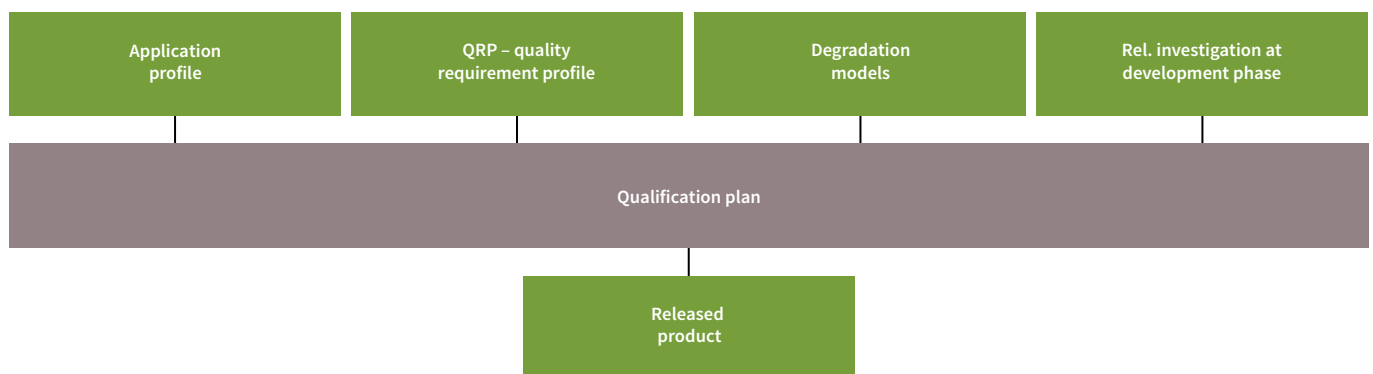 Application
profile
QRP – quality
requirement profile
Degradation
models
Rel. investigation at
development phase
Qualification plan
Released
product